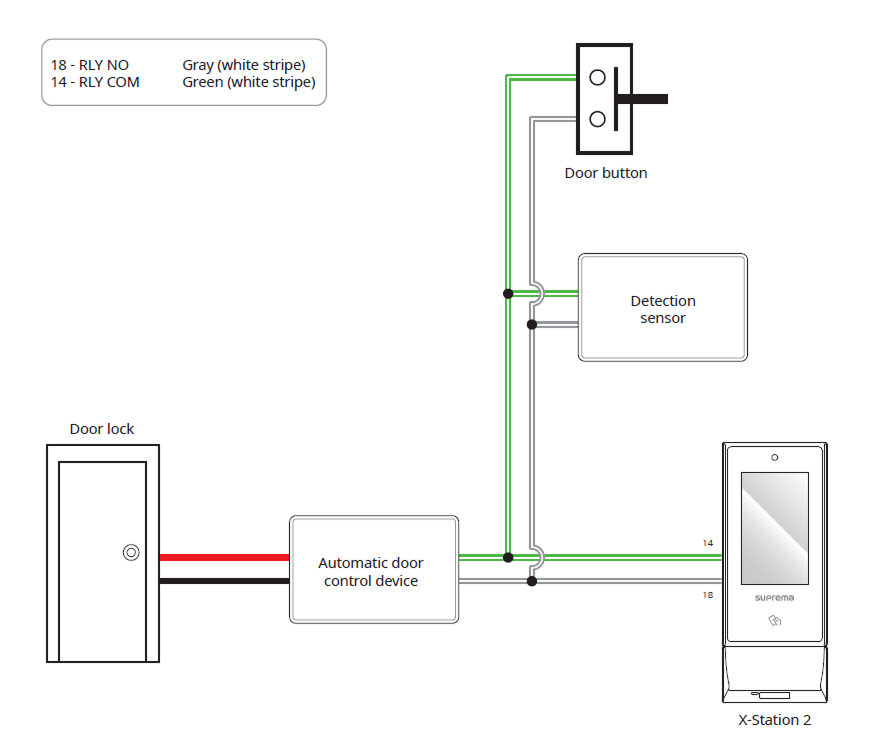 18 - RLY NO Gray (white stripe)
14 - RLY COM Green (white stripe)
Door button
Detection
sensor
Door lock
Automatic door
control device
14
18
suprema
X-Station 2